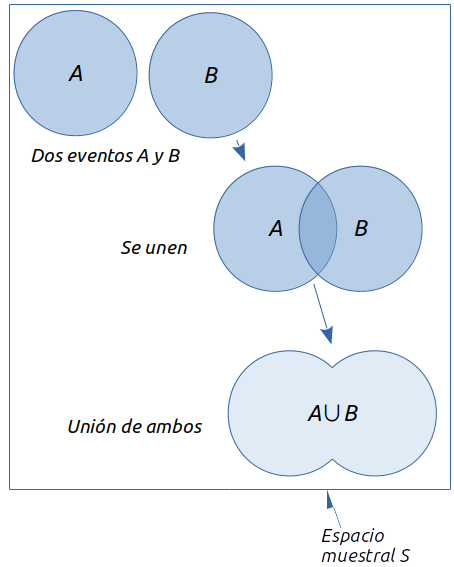 A
B
Dos eventos A y B
A
B
Se unen
A∪B
Unión de ambos
Espacio
muestral S